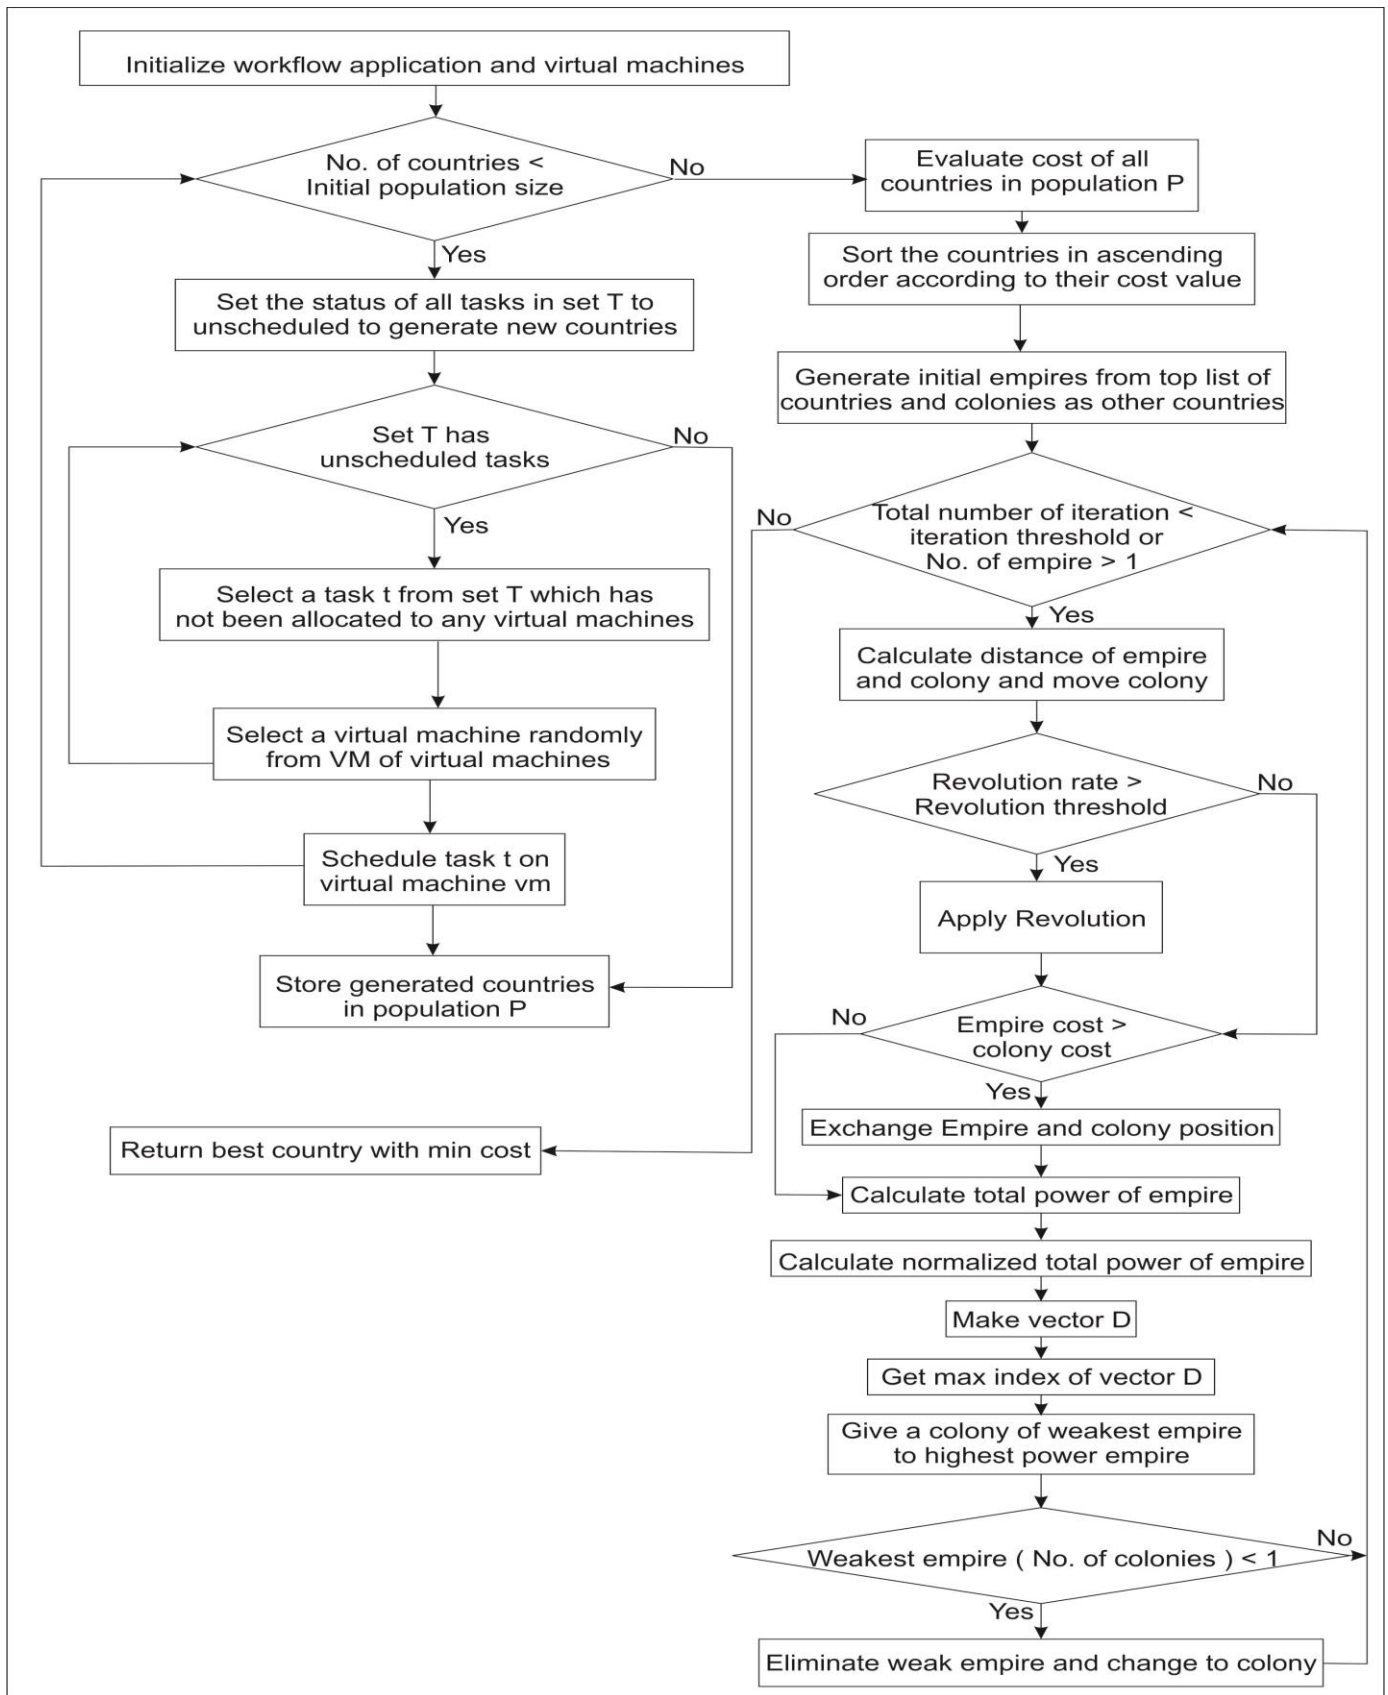 Initialize workflow application and virtual machines
No. of countries <
Initial population size
No
Yes
Set the status of all tasks in set T to
unscheduled to generate new countries
Set T has
unscheduled tasks
No
Yes
Select a task t from set T which has
not been allocated to any virtual machines
Select a virtual machine randomly
from VM of virtual machines
Schedule task t on
virtual machine vm
Store generated countries
in population P
Return best country with min cost
Evaluate cost of all
countries in population P
Sort the countries in ascending
order according to their cost value
Generate initial empires from top list of
countries and colonies as other countries
No
Total number of iteration <
iteration threshold or
No. of empire > 1
Yes
Calculate distance of empire
and colony and move colony
Revolution rate >
Revolution threshold
No
Yes
Apply Revolution
No
Empire cost >
colony cost
Yes
Exchange Empire and colony position
Calculate total power of empire
Calculate normalized total power of empire
Make vector D
Get max index of vector D
Give a colony of weakest empire
to highest power empire
Weakest empire ( No. of colonies ) < 1
No
Yes
Eliminate weak empire and change to colony